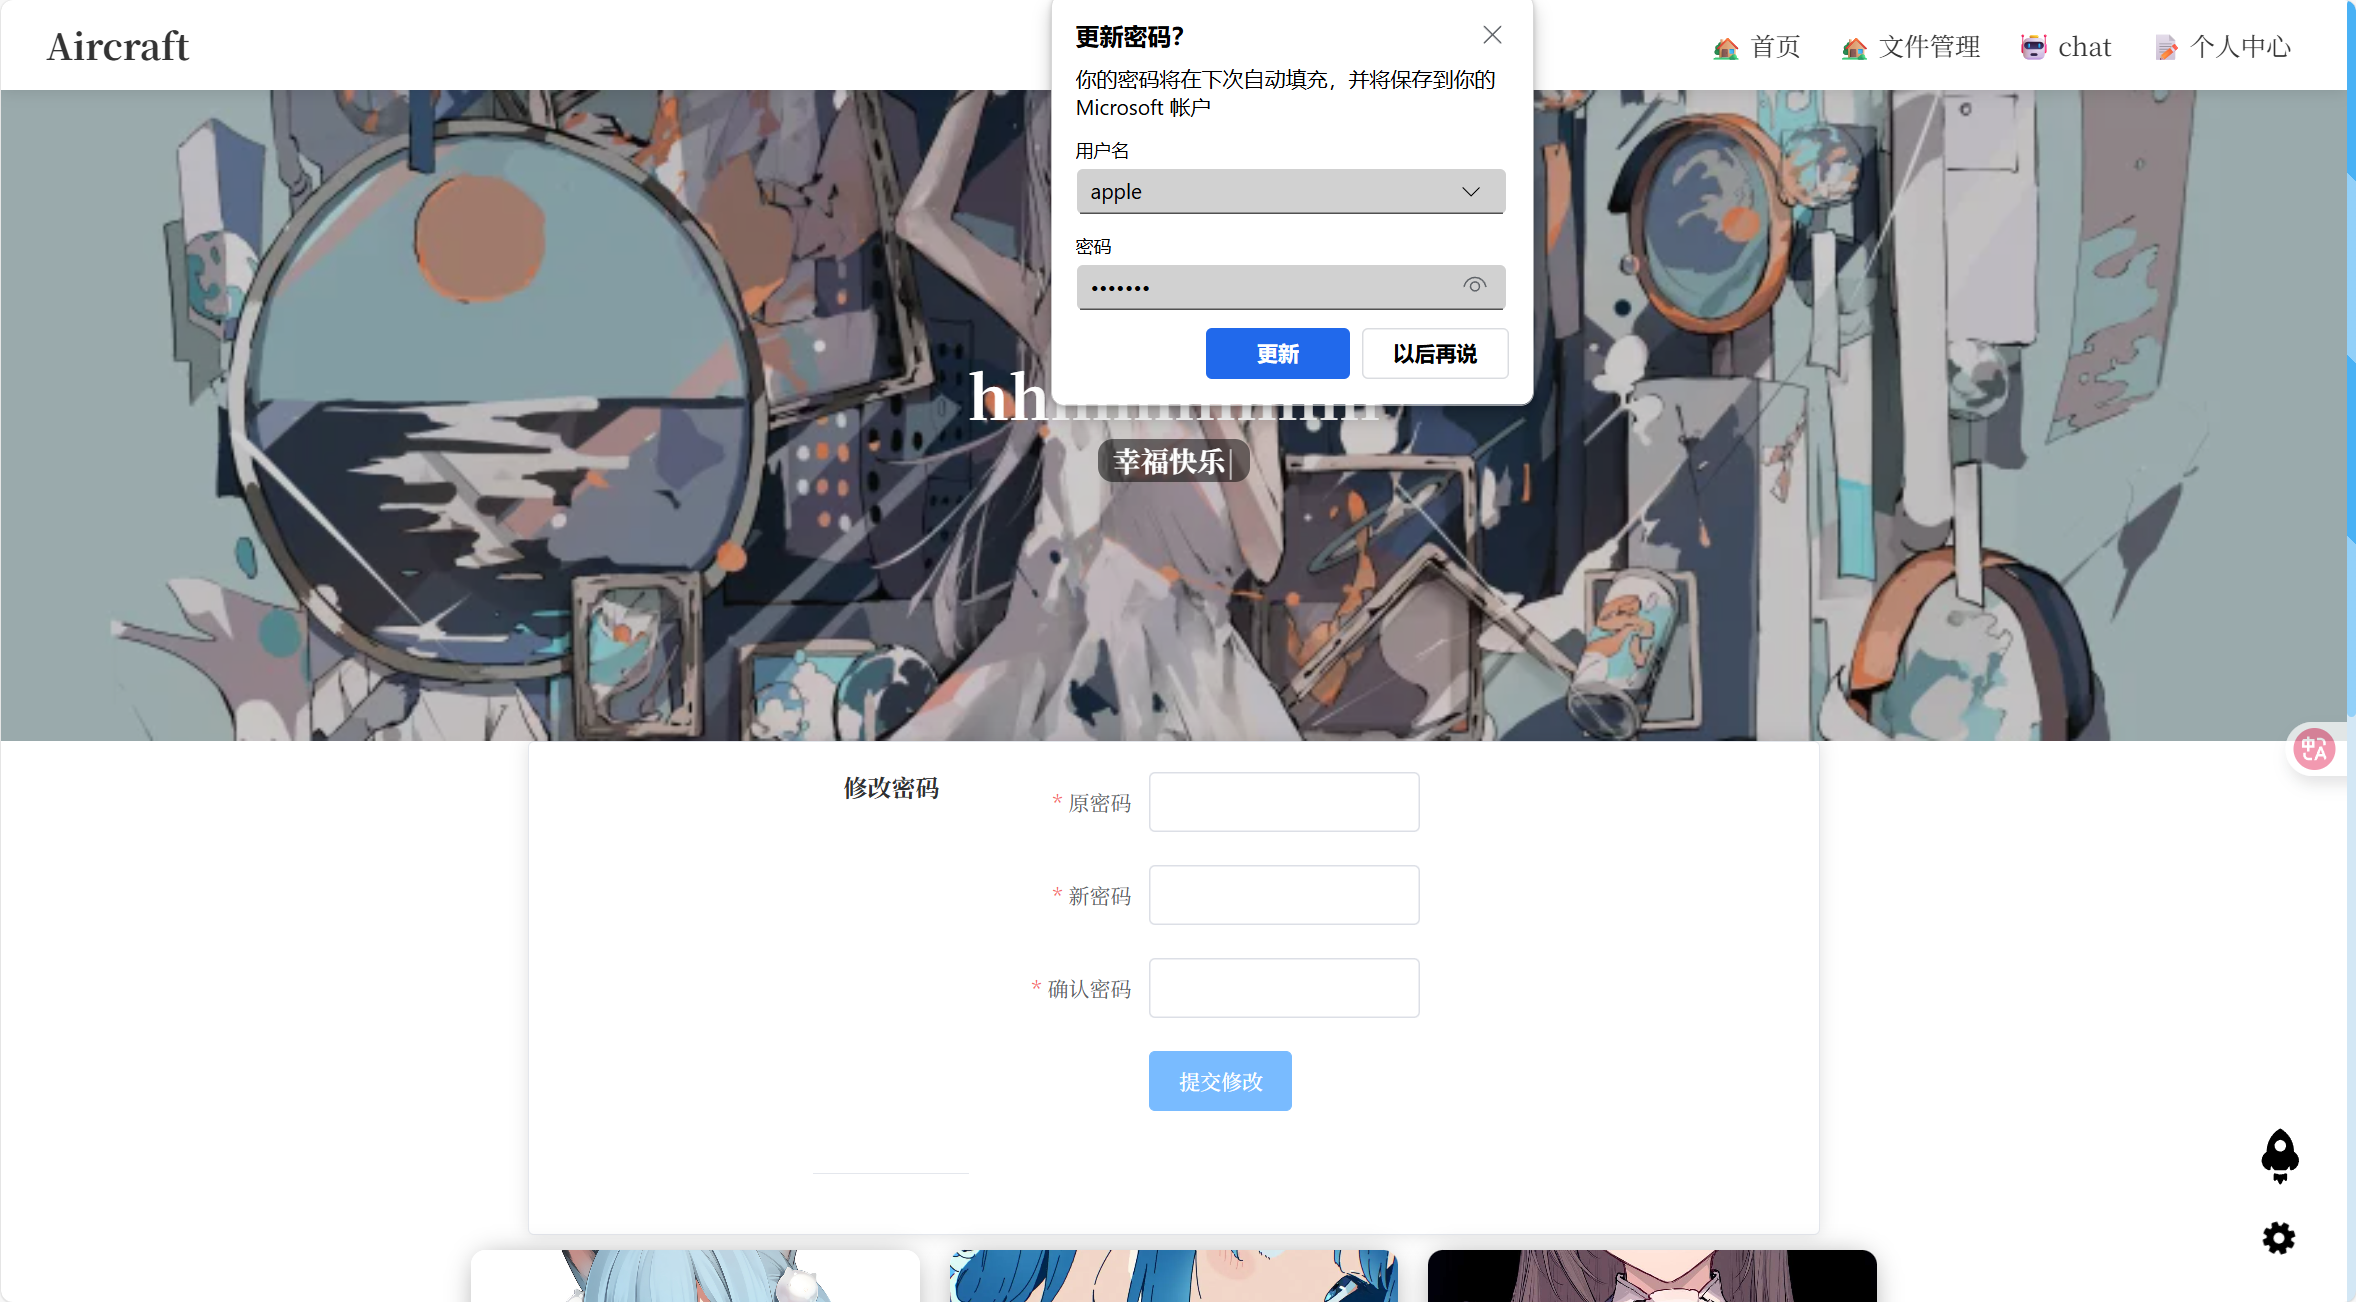 Aircraft
首页
文件管理
chat
个人中心
更新密码?
你的密码将在下次自动填充，并将保存到你的
Microsoft 帐户
用户名
apple
密码
•••••••
更新
以后再说
幸福快乐|
修改密码
* 原密码
* 新密码
* 确认密码
提交修改
中A